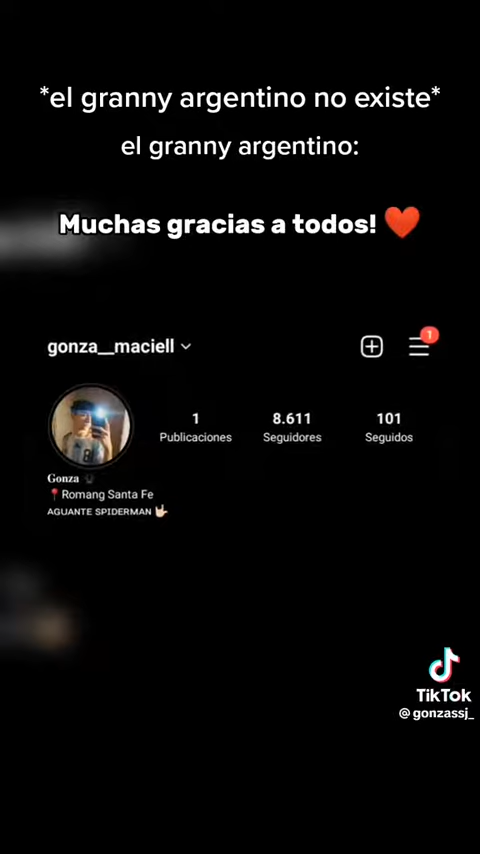 *el granny argentino no existe*
el granny argentino:
Muchas gracias a todos! ❤️
gonza__maciell
1
1 8.611 101
Publicaciones Seguidores Seguidos
Gonza
📍Romang Santa Fe
AGUANTE SPIDERMAN 🤟🏻
TikTok
@gonzassj_